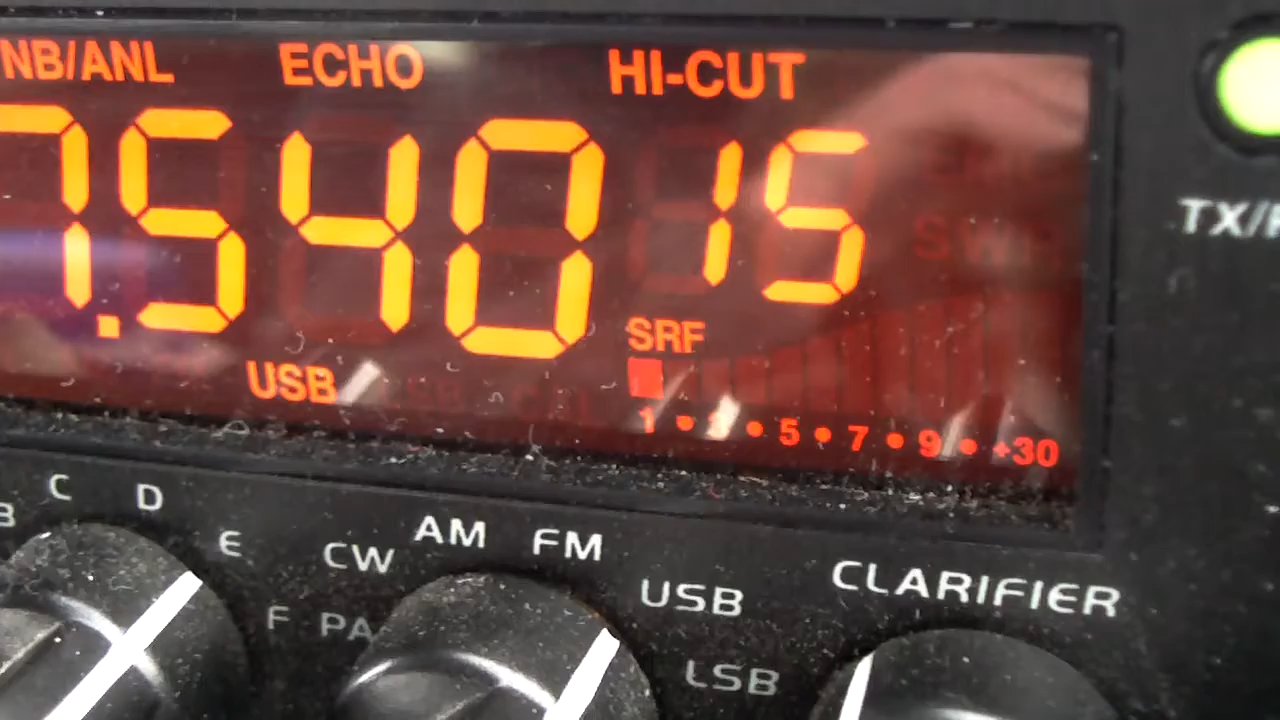 NB/ANL ECHO HI-CUT
7.540 15
SRF
USB
1 • 3 • 5 • 7 • 9 • +30
TX/
B C D E F
PA CW AM FM USB LSB
CLARIFIER